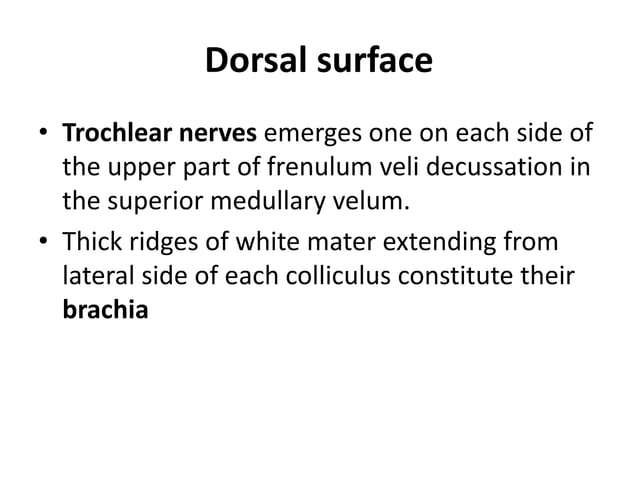 Dorsal surface
• Trochlear nerves emerges one on each side of
the upper part of frenulum veli decussation in
the superior medullary velum.
• Thick ridges of white mater extending from
lateral side of each colliculus constitute their
brachia